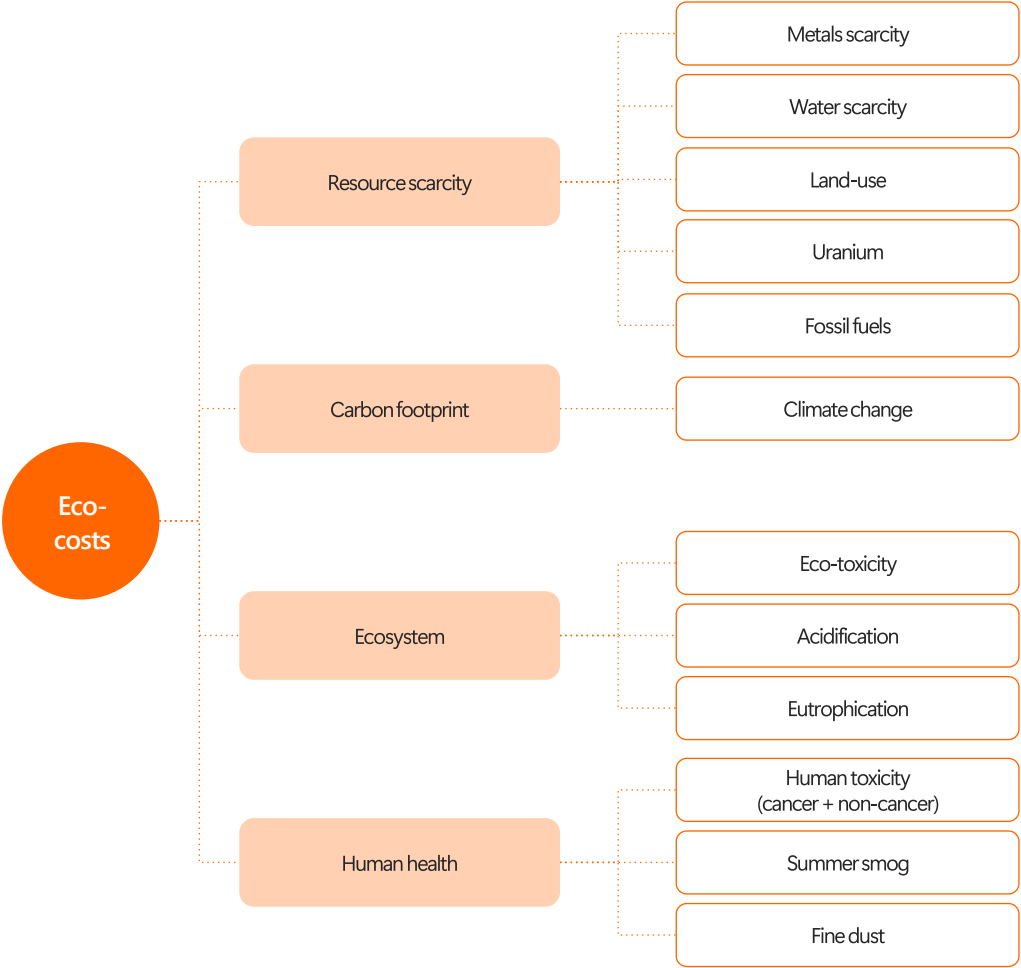 Metals scarcity
Water scarcity
Resource scarcity
Land-use
Uranium
Fossil fuels
Carbon footprint
Climate change
Eco-
costs
Eco-toxicity
Ecosystem
Acidification
Eutrophication
Human toxicity
(cancer + non-cancer)
Human health
Summer smog
Fine dust